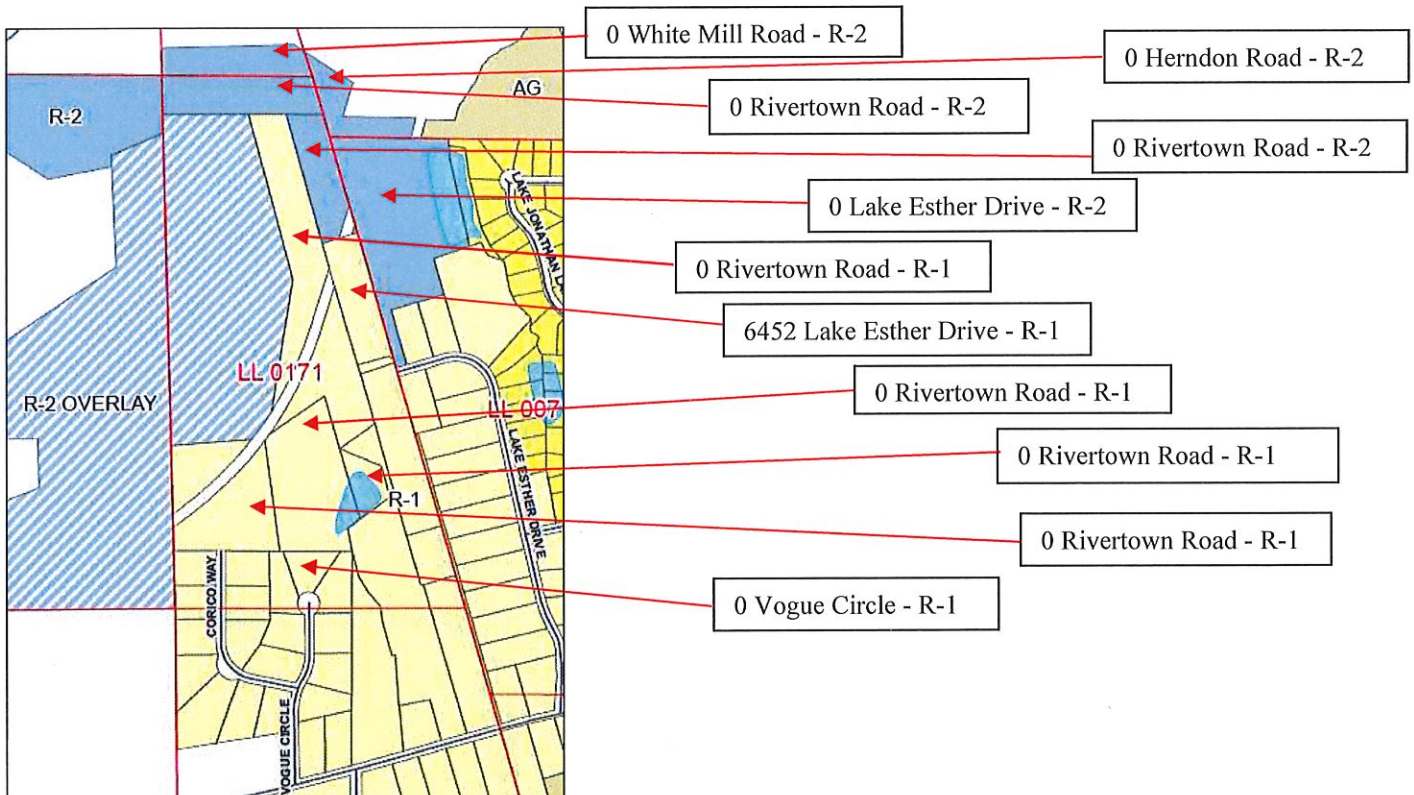 0 White Mill Road - R-2
0 Herndon Road - R-2
0 Rivertown Road - R-2
0 Rivertown Road - R-2
0 Lake Esther Drive - R-2
0 Rivertown Road - R-1
6452 Lake Esther Drive - R-1
0 Rivertown Road - R-1
0 Rivertown Road - R-1
0 Rivertown Road - R-1
0 Vogue Circle - R-1
AG
R-2
LAKE JONATHAN
LL 0171
R-2 OVERLAY
LL 007
LAKE ESTHER DRIVE
R-1
CORICO WAY
VOGUE CIRCLE